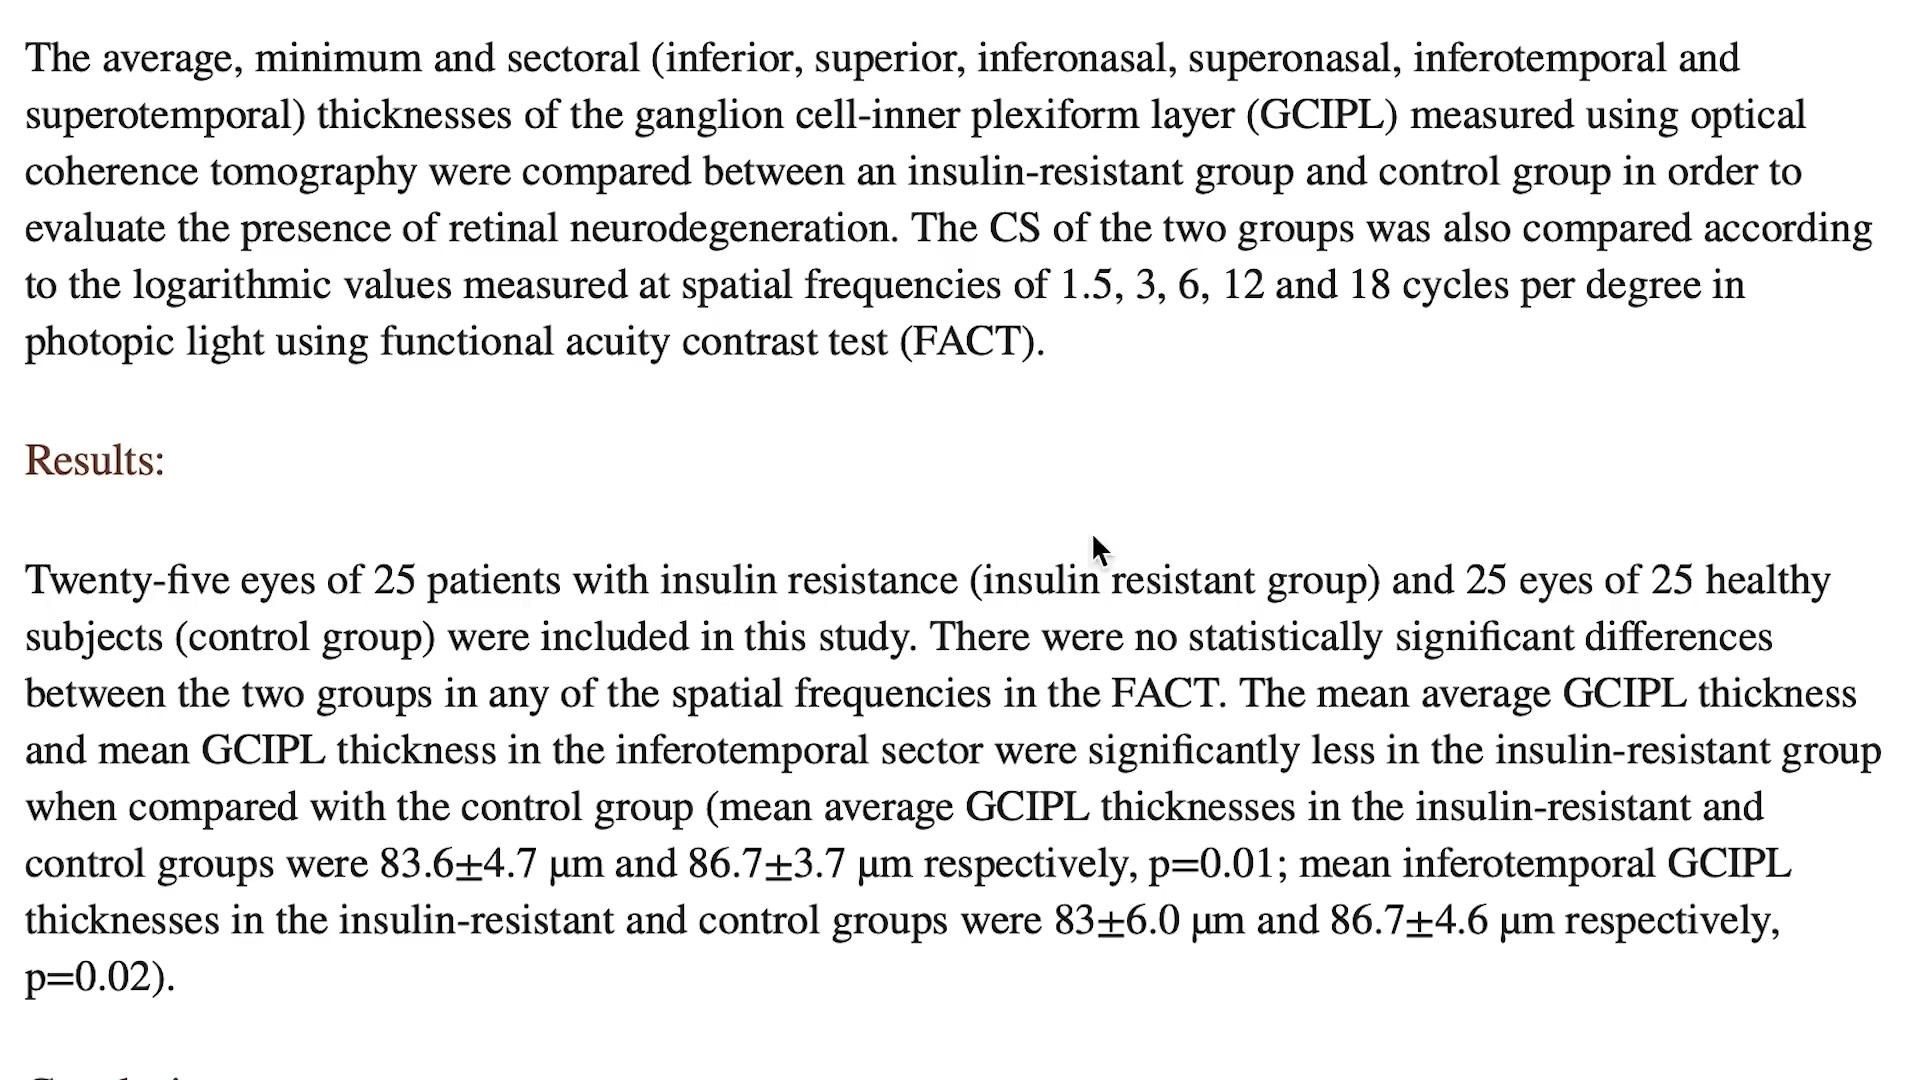 The average, minimum and sectoral (inferior, superior, inferonasal, superonasal, inferotemporal and
superotemporal) thicknesses of the ganglion cell-inner plexiform layer (GCIPL) measured using optical
coherence tomography were compared between an insulin-resistant group and control group in order to
evaluate the presence of retinal neurodegeneration. The CS of the two groups was also compared according
to the logarithmic values measured at spatial frequencies of 1.5, 3, 6, 12 and 18 cycles per degree in
photopic light using functional acuity contrast test (FACT).
Results:
Twenty-five eyes of 25 patients with insulin resistance (insulin resistant group) and 25 eyes of 25 healthy
subjects (control group) were included in this study. There were no statistically significant differences
between the two groups in any of the spatial frequencies in the FACT. The mean average GCIPL thickness
and mean GCIPL thickness in the inferotemporal sector were significantly less in the insulin-resistant group
when compared with the control group (mean average GCIPL thicknesses in the insulin-resistant and
control groups were 83.6±4.7 µm and 86.7±3.7 µm respectively, p=0.01; mean inferotemporal GCIPL
thicknesses in the insulin-resistant and control groups were 83±6.0 µm and 86.7±4.6 µm respectively,
p=0.02).